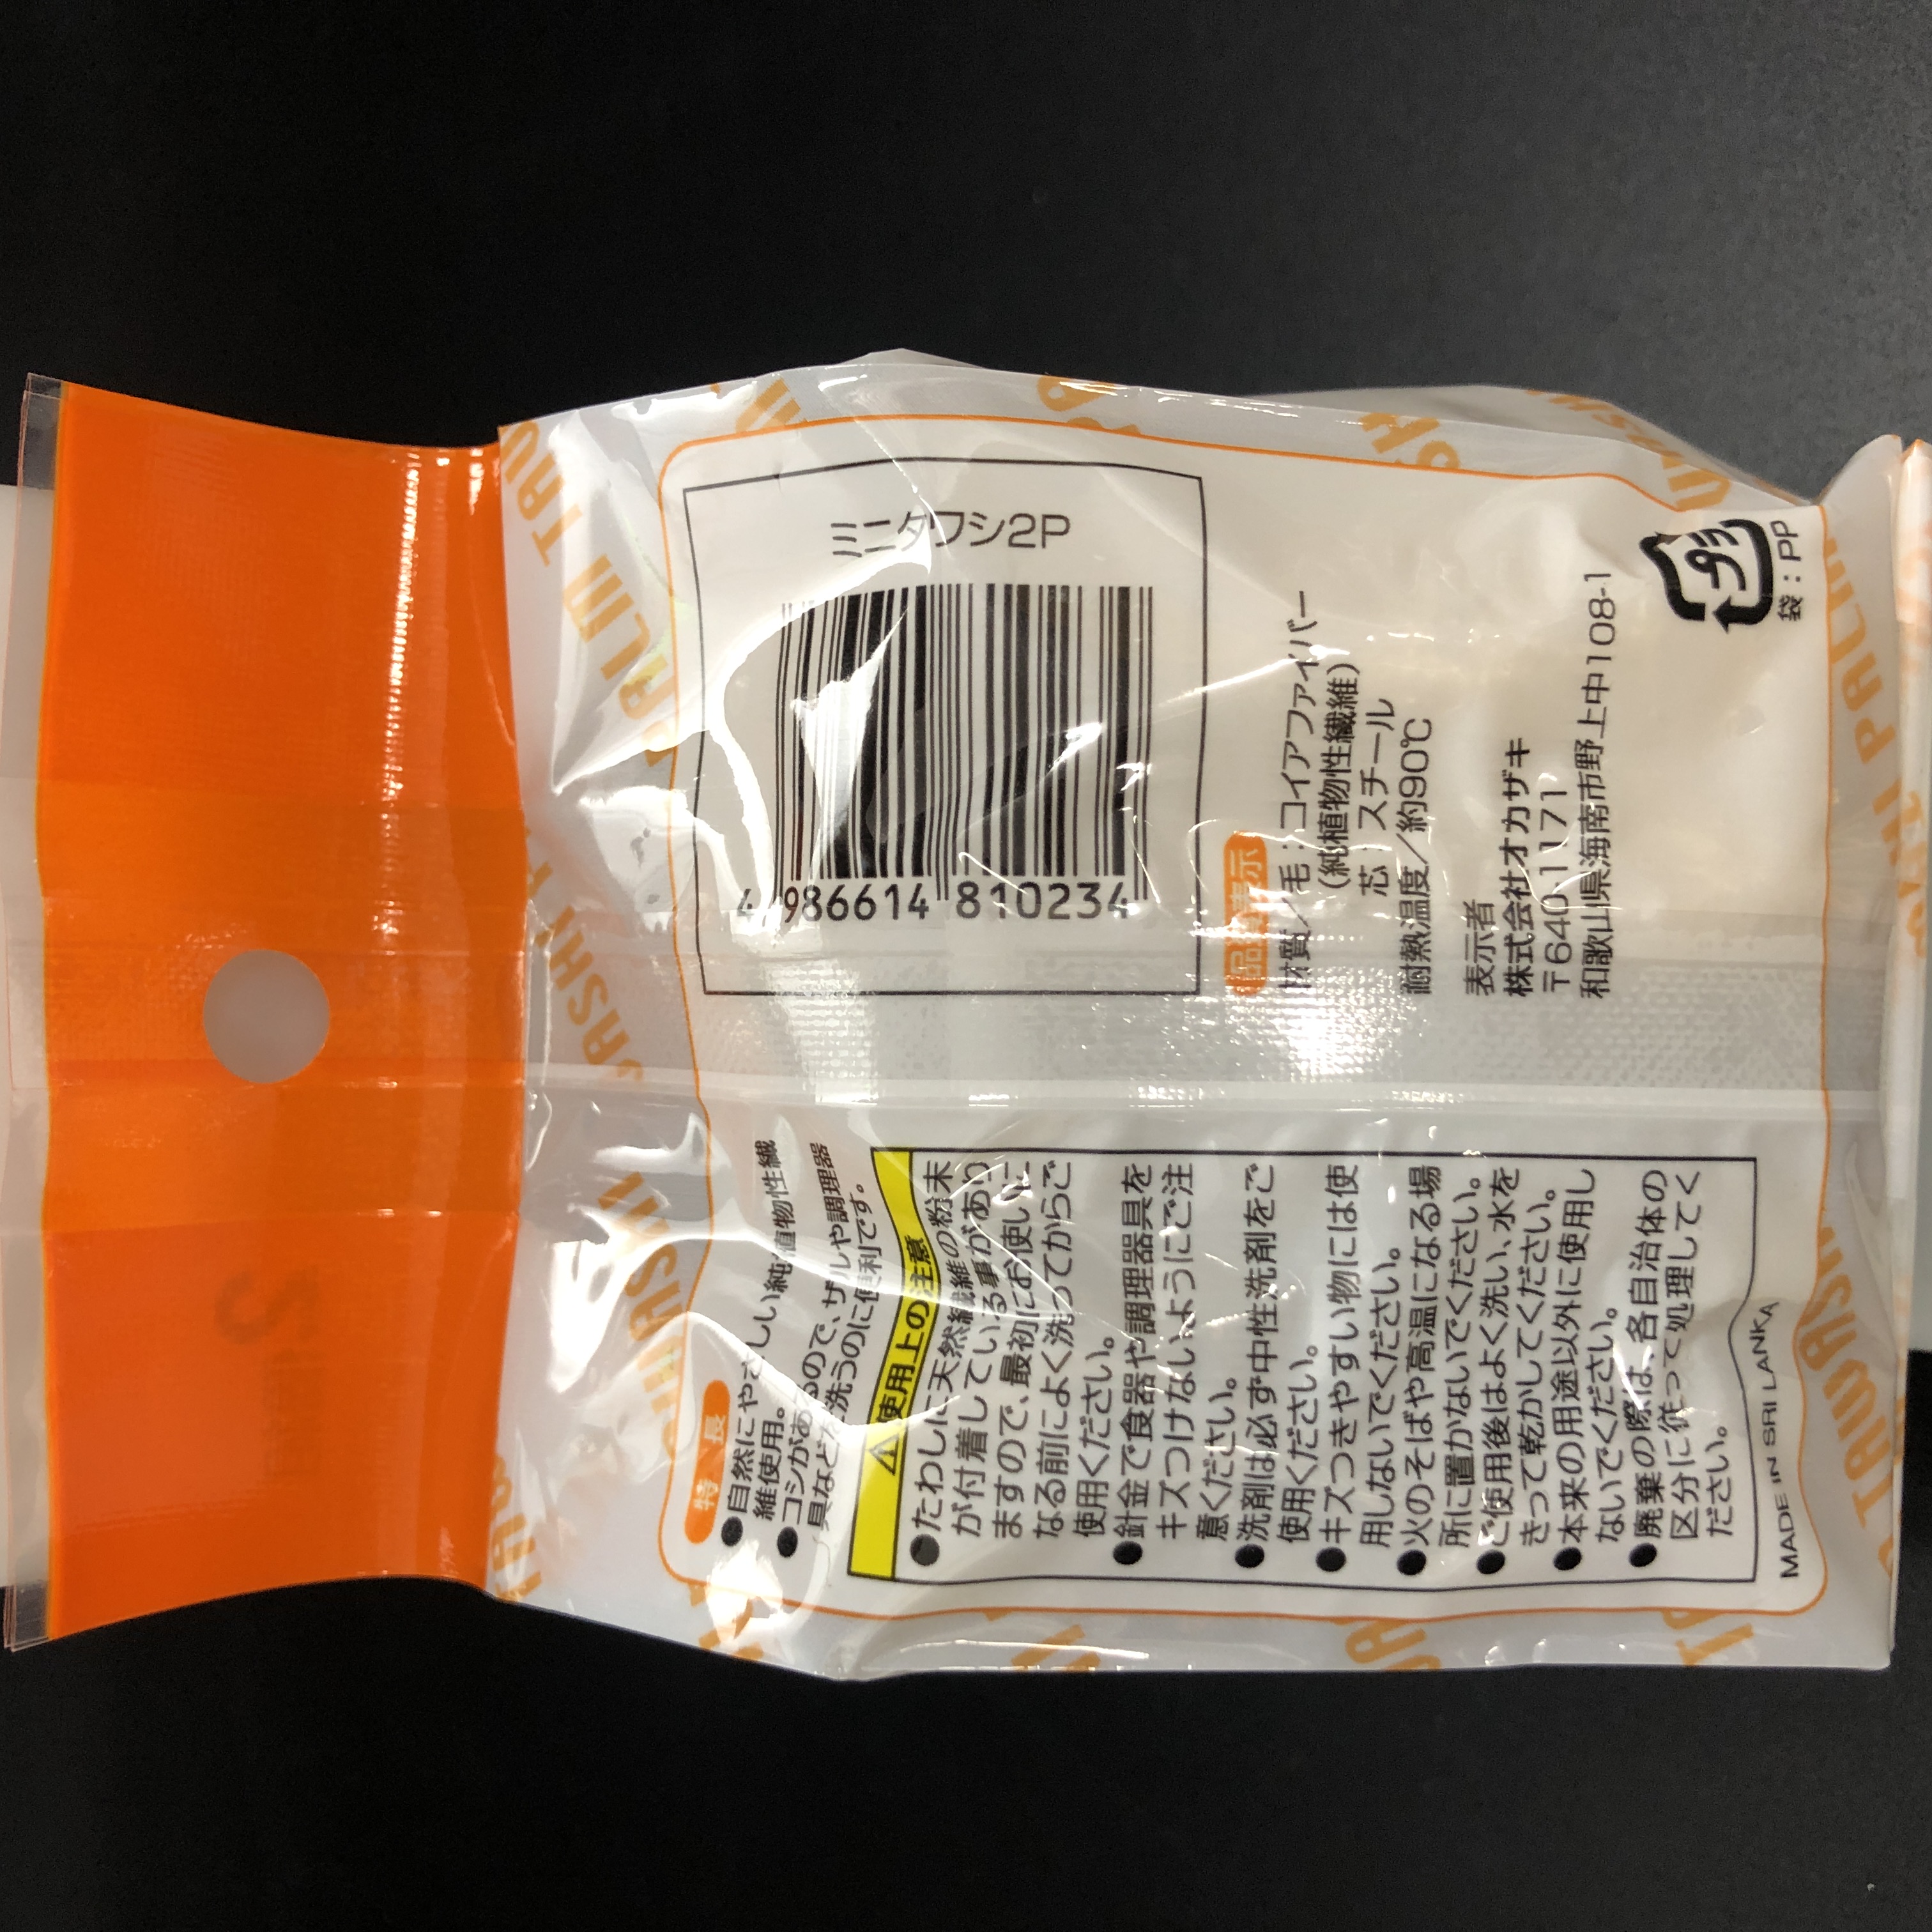 特長
●自然にやさしい純植物性繊
維使用。
●コシがあるので、ザルや調理器
具などを洗うのに便利です。
⚠使用上の注意
●たわしに天然繊維の粉末
が付着している事があり
ますので、最初にお使いに
なる前によく洗ってからご
使用ください。
●針金で食器や調理器具を
キズつけないようにご注
意ください。
●洗剤は必ず中性洗剤をご
使用ください。
●キズつきやすい物には使
用しないでください。
●火のそばや高温になる場
所に置かないでください。
●ご使用後はよく洗い、水を
きって乾かしてください。
●本来の用途以外に使用し
ないでください。
●廃棄の際は、各自治体の
区分に従って処理してく
ださい。
MADE IN SRI LANKA
ミニタワシ2P
4 986614 810234
品質表示
材質/毛：コイアファイバー
(純植物性繊維)
芯：スチール
耐熱温度/約90℃
表示者
株式会社オカザキ
〒640-1171
和歌山県海南市野上中108-1
プラ
袋：PP
PALM TAWASHI